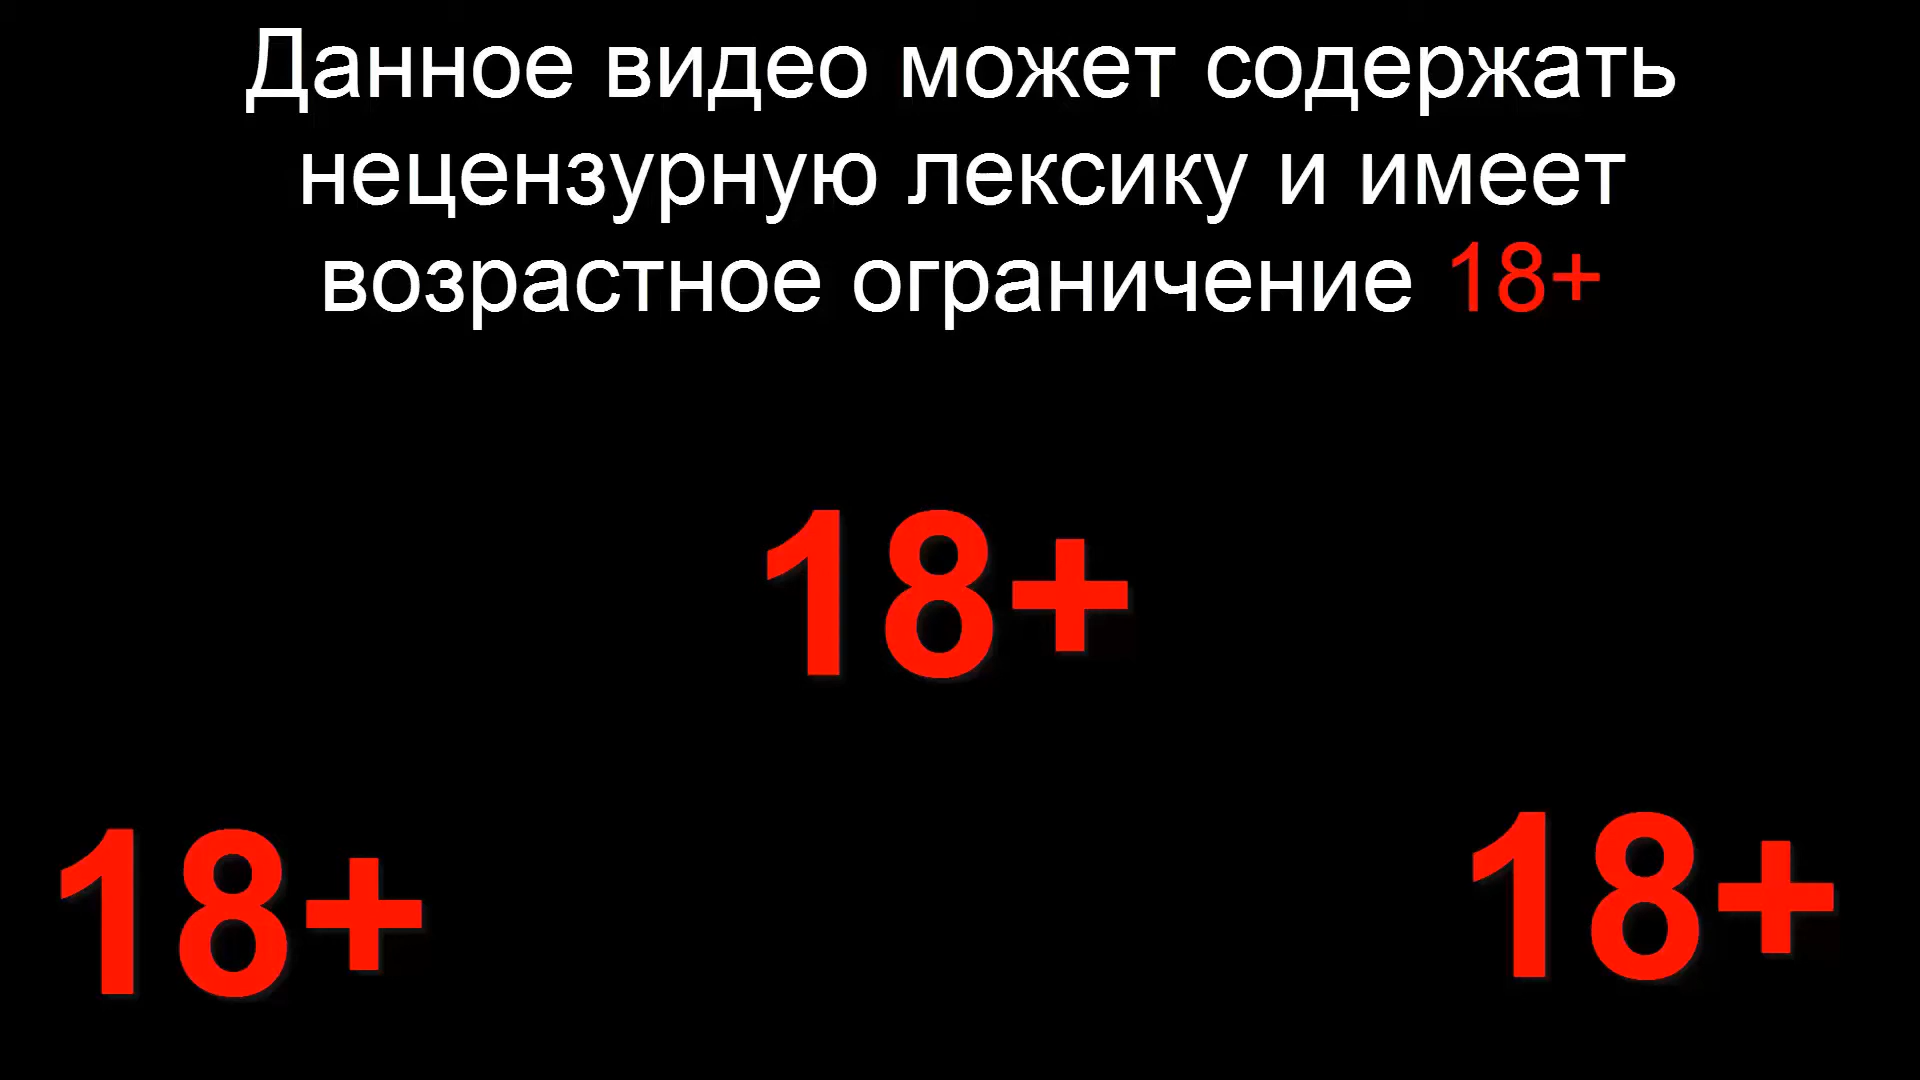 Данное видео может содержать
нецензурную лексику и имеет
возрастное ограничение 18+
18+
18+
18+